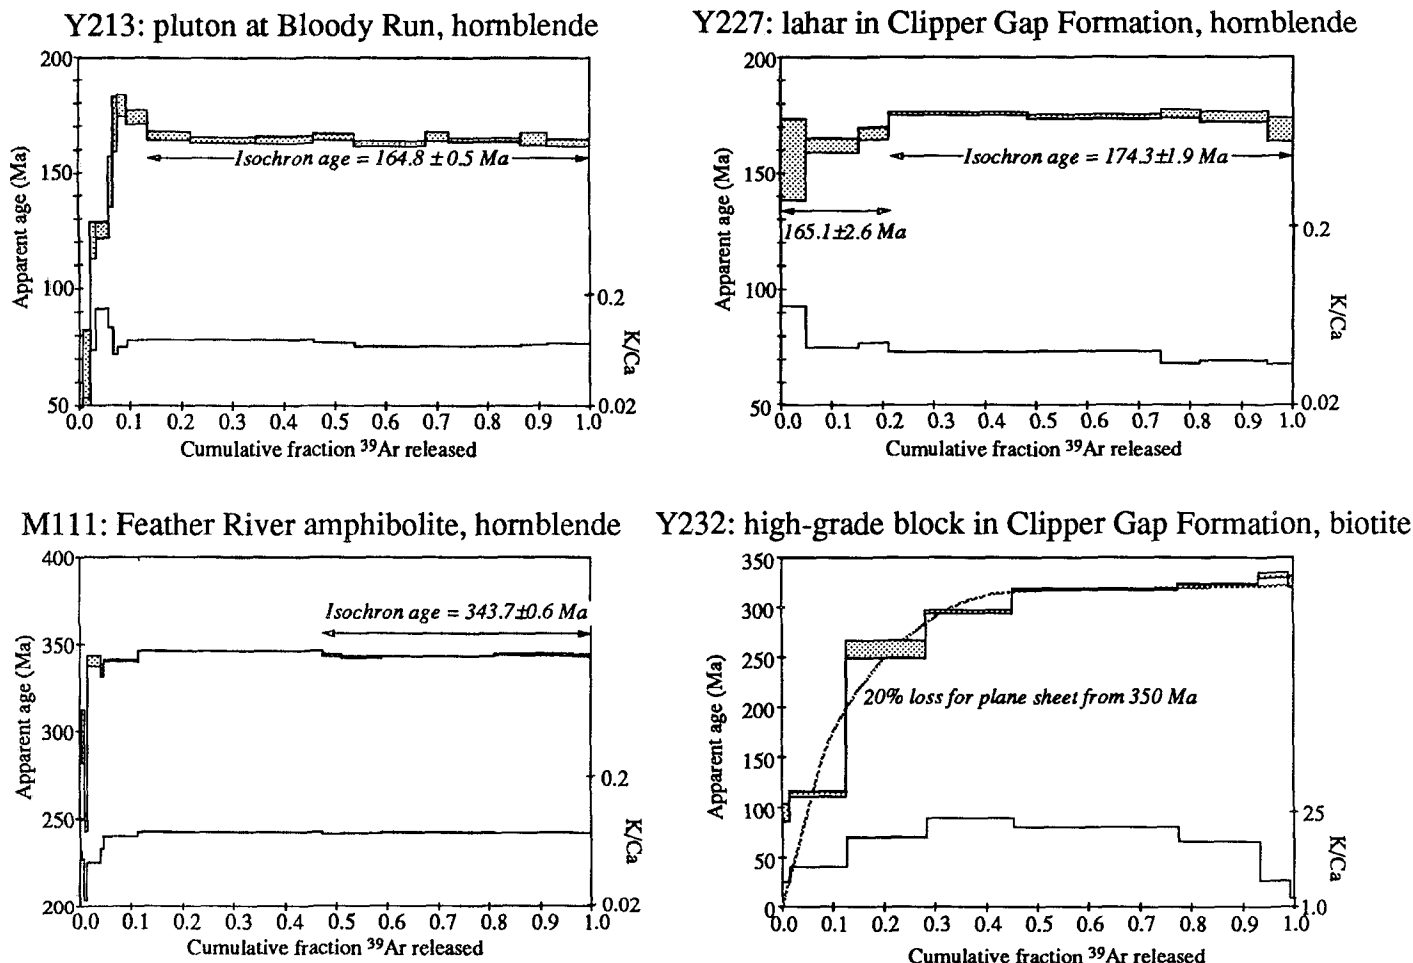 Y213: pluton at Bloody Run, hornblende
200
150
100
50
Apparent age (Ma)
Isochron age = 164.8 ± 0.5 Ma
0.2
0.02
K/Ca
0.0 0.1 0.2 0.3 0.4 0.5 0.6 0.7 0.8 0.9 1.0
Cumulative fraction ³⁹Ar released
Y227: lahar in Clipper Gap Formation, hornblende
200
150
100
50
Apparent age (Ma)
Isochron age = 174.3±1.9 Ma
165.1±2.6 Ma
0.2
0.02
K/Ca
0.0 0.1 0.2 0.3 0.4 0.5 0.6 0.7 0.8 0.9 1.0
Cumulative fraction ³⁹Ar released
M111: Feather River amphibolite, hornblende
400
350
300
250
200
Apparent age (Ma)
Isochron age = 343.7±0.6 Ma
0.2
0.02
K/Ca
0.0 0.1 0.2 0.3 0.4 0.5 0.6 0.7 0.8 0.9 1.0
Cumulative fraction ³⁹Ar released
Y232: high-grade block in Clipper Gap Formation, biotite
350
300
250
200
150
100
50
0
Apparent age (Ma)
20% loss for plane sheet from 350 Ma
25
1.0
K/Ca
0.0 0.1 0.2 0.3 0.4 0.5 0.6 0.7 0.8 0.9 1.0
Cumulative fraction ³⁹Ar released